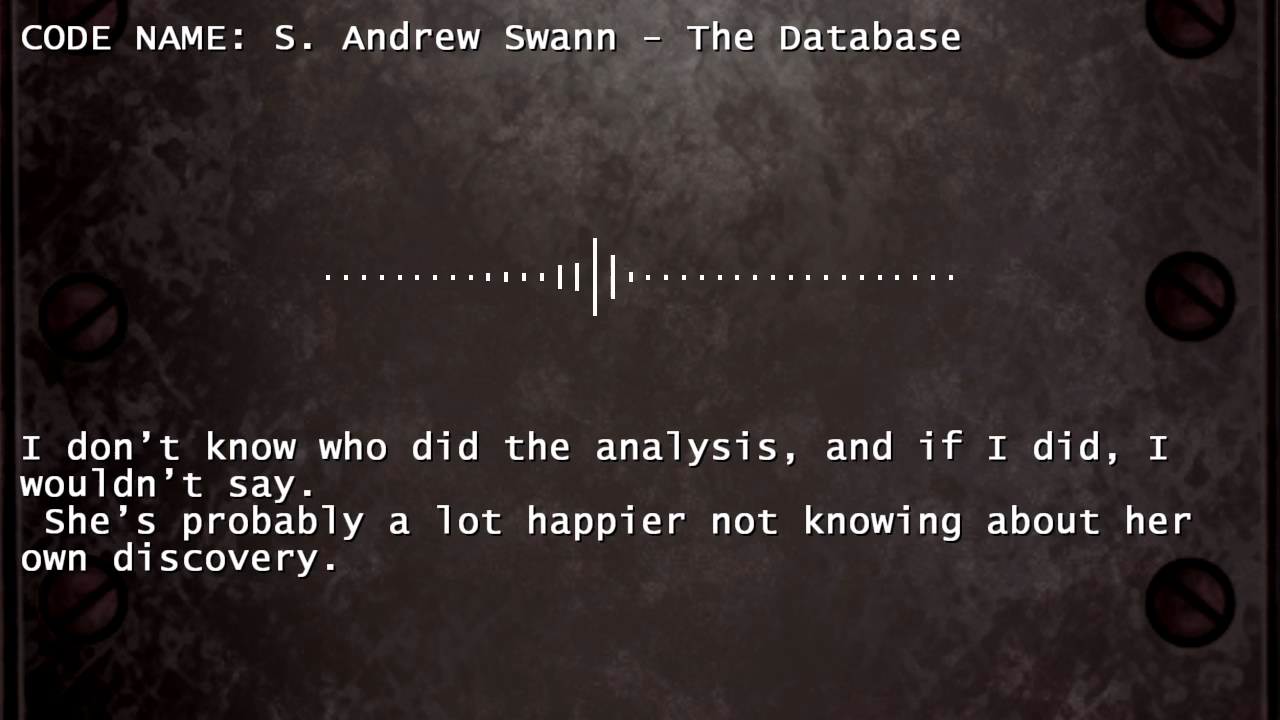 CODE NAME: S. Andrew Swann - The Database
I don’t know who did the analysis, and if I did, I
wouldn’t say.
She’s probably a lot happier not knowing about her
own discovery.